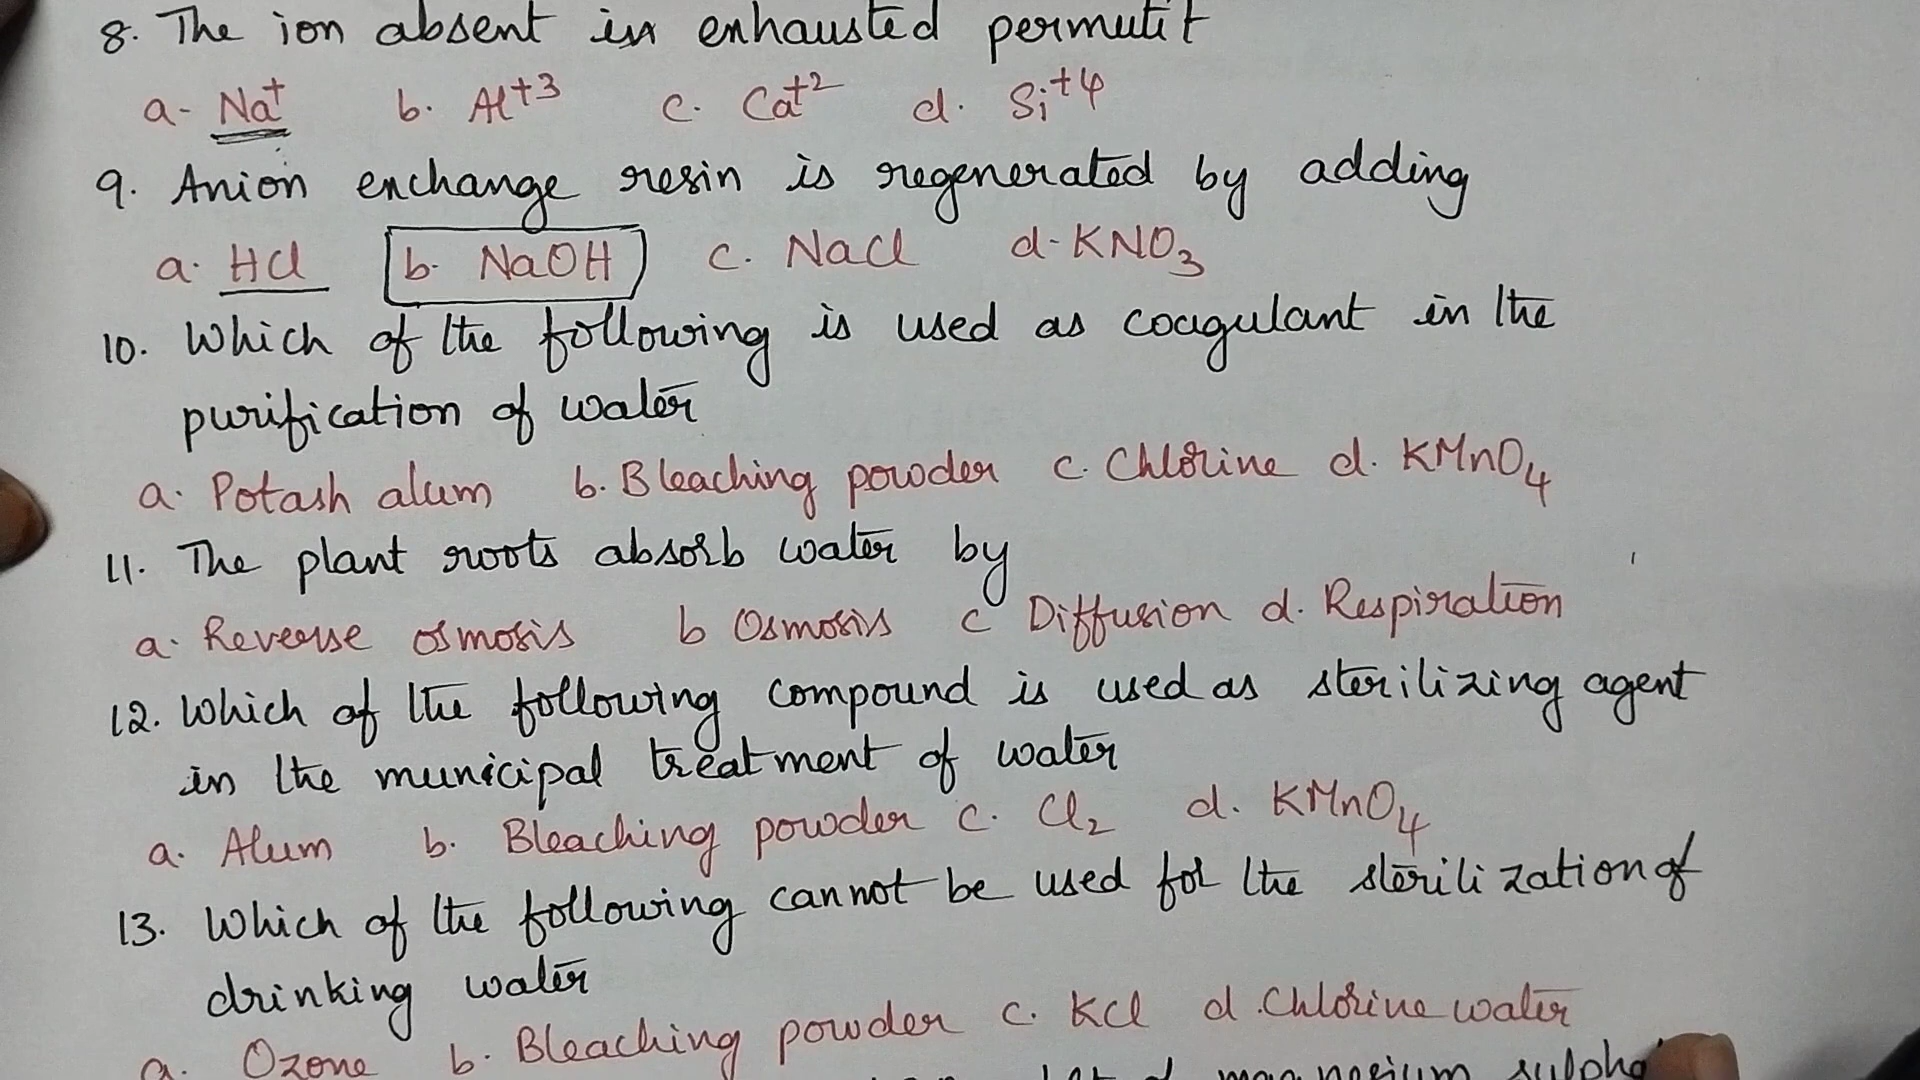 8. The ion absent in exhausted permutit
a- Na+ b. Al+3 c. Ca+2 d. Si+4
9. Anion exchange resin is regenerated by adding
a. HCl b. NaOH c. NaCl d- KNO3
10. Which of the following is used as coagulant in the
purification of water
a. Potash alum b. Bleaching powder c. Chlorine d. KMnO4
11. The plant roots absorb water by
a. Reverse osmosis b Osmosis c Diffusion d. Respiration
12. Which of the following compound is used as sterilizing agent
in the municipal treatment of water
a. Alum b. Bleaching powder c. Cl2 d. KMnO4
13. Which of the following cannot be used for the sterilization of
drinking water
a. Ozone b. Bleaching powder c. KCl d. Chlorine water
magnesium